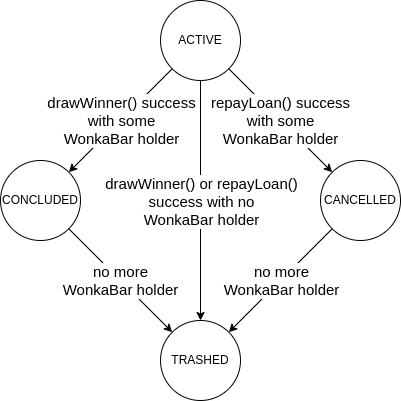 ACTIVE
drawWinner() success
with some
WonkaBar holder
repayLoan() success
with some
WonkaBar holder
CONCLUDED
drawWinner() or repayLoan()
success with no
WonkaBar holder
CANCELLED
no more
WonkaBar holder
no more
WonkaBar holder
TRASHED